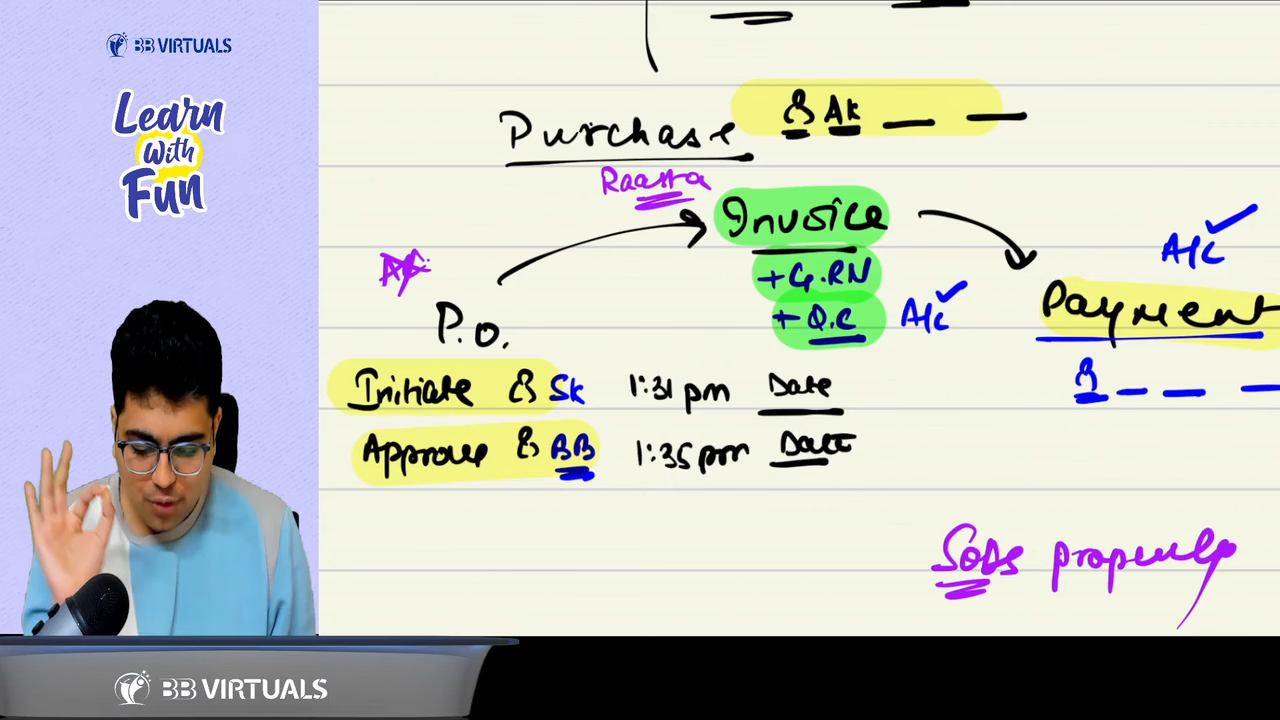 BB VIRTUALS
Learn
With
Fun
Purchase & Ak
Raasta
Invoice
+ G.RN
+ Q.C A/c ✓
A/c ✓
Payment
A/c
P.O.
Initiate & Sk 1:31 pm Date
Approve & BB 1:35 pm Date
SODs properly
BB VIRTUALS